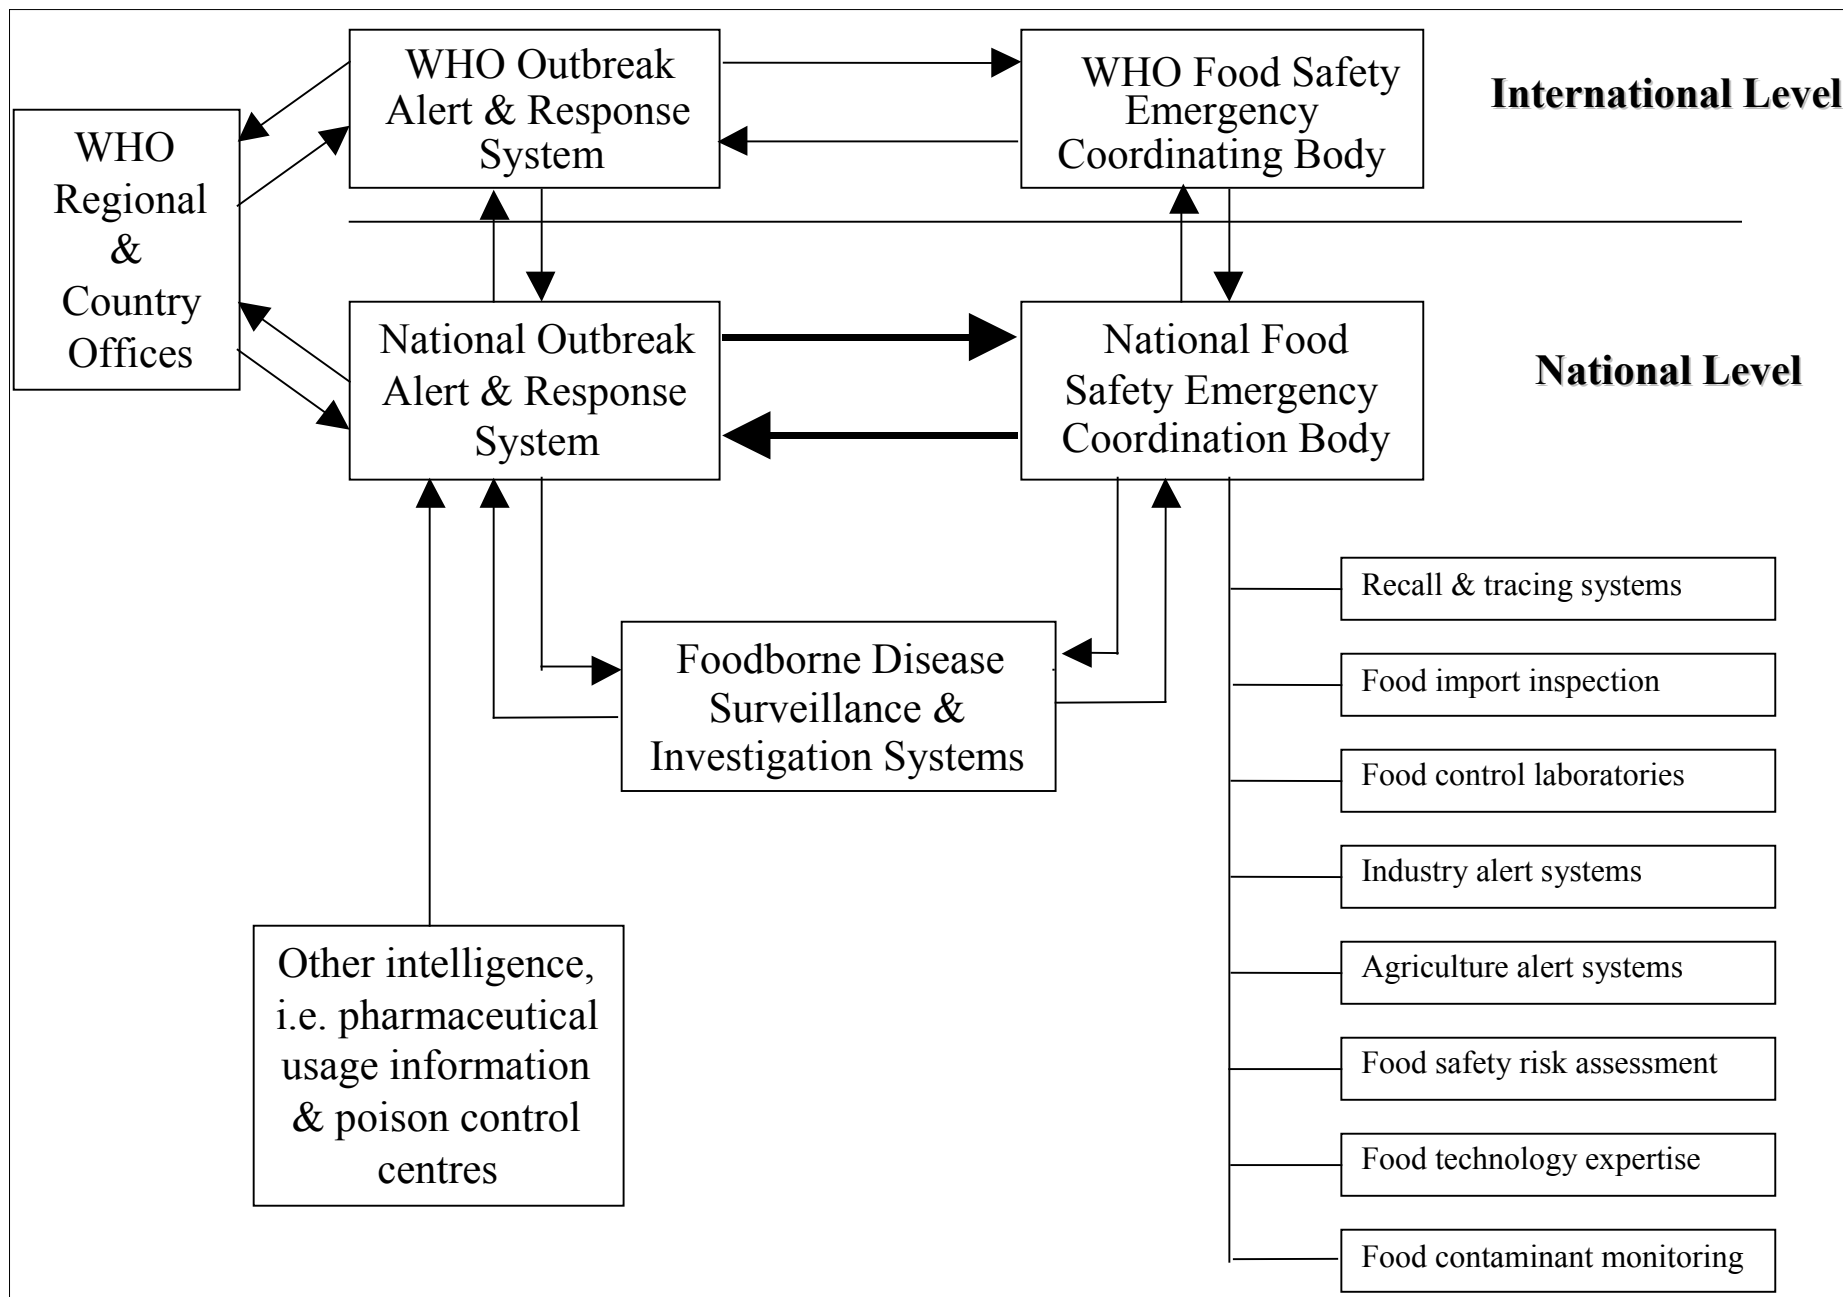 WHO Outbreak
Alert & Response
System
WHO Food Safety
Emergency
Coordinating Body
International Level
WHO
Regional
&
Country
Offices
National Outbreak
Alert & Response
System
National Food
Safety Emergency
Coordination Body
National Level
Foodborne Disease
Surveillance &
Investigation Systems
Other intelligence,
i.e. pharmaceutical
usage information
& poison control
centres
Recall & tracing systems
Food import inspection
Food control laboratories
Industry alert systems
Agriculture alert systems
Food safety risk assessment
Food technology expertise
Food contaminant monitoring